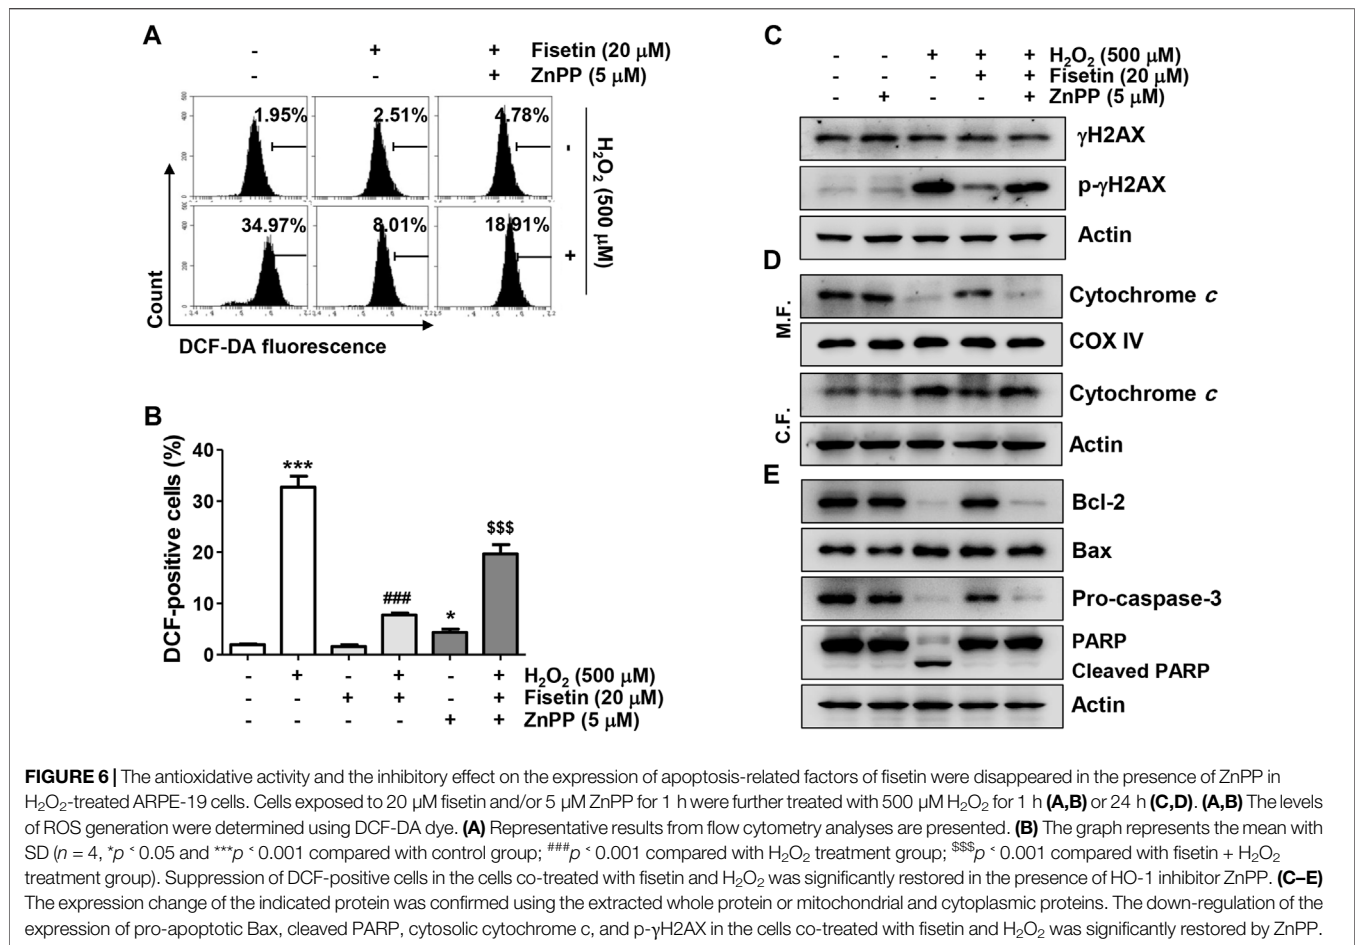 A
- + + Fisetin (20 µM)
- - + ZnPP (5 µM)
1.95% 2.51% 4.78% -
34.97% 8.01% 18.91% +
H₂O₂ (500 µM)
Count
DCF-DA fluorescence
B
DCF-positive cells (%)
40
30
20
10
0
*** ### * $$$
- + - + - + H₂O₂ (500 µM)
- - + + - + Fisetin (20 µM)
- - - - + + ZnPP (5 µM)
C
- - + + + H₂O₂ (500 µM)
- - - + + Fisetin (20 µM)
- + - - + ZnPP (5 µM)
γH2AX
p-γH2AX
Actin
D
M.F.
Cytochrome c
COX IV
C.F.
Cytochrome c
Actin
E
Bcl-2
Bax
Pro-caspase-3
PARP
Cleaved PARP
Actin
FIGURE 6 | The antioxidative activity and the inhibitory effect on the expression of apoptosis-related factors of fisetin were disappeared in the presence of ZnPP in
H₂O₂-treated ARPE-19 cells. Cells exposed to 20 µM fisetin and/or 5 µM ZnPP for 1 h were further treated with 500 µM H₂O₂ for 1 h (A,B) or 24 h (C,D). (A,B) The levels
of ROS generation were determined using DCF-DA dye. (A) Representative results from flow cytometry analyses are presented. (B) The graph represents the mean with
SD (n = 4, *p < 0.05 and ***p < 0.001 compared with control group; ###p < 0.001 compared with H₂O₂ treatment group; $$$p < 0.001 compared with fisetin + H₂O₂
treatment group). Suppression of DCF-positive cells in the cells co-treated with fisetin and H₂O₂ was significantly restored in the presence of HO-1 inhibitor ZnPP. (C–E)
The expression change of the indicated protein was confirmed using the extracted whole protein or mitochondrial and cytoplasmic proteins. The down-regulation of the
expression of pro-apoptotic Bax, cleaved PARP, cytosolic cytochrome c, and p-γH2AX in the cells co-treated with fisetin and H₂O₂ was significantly restored by ZnPP.